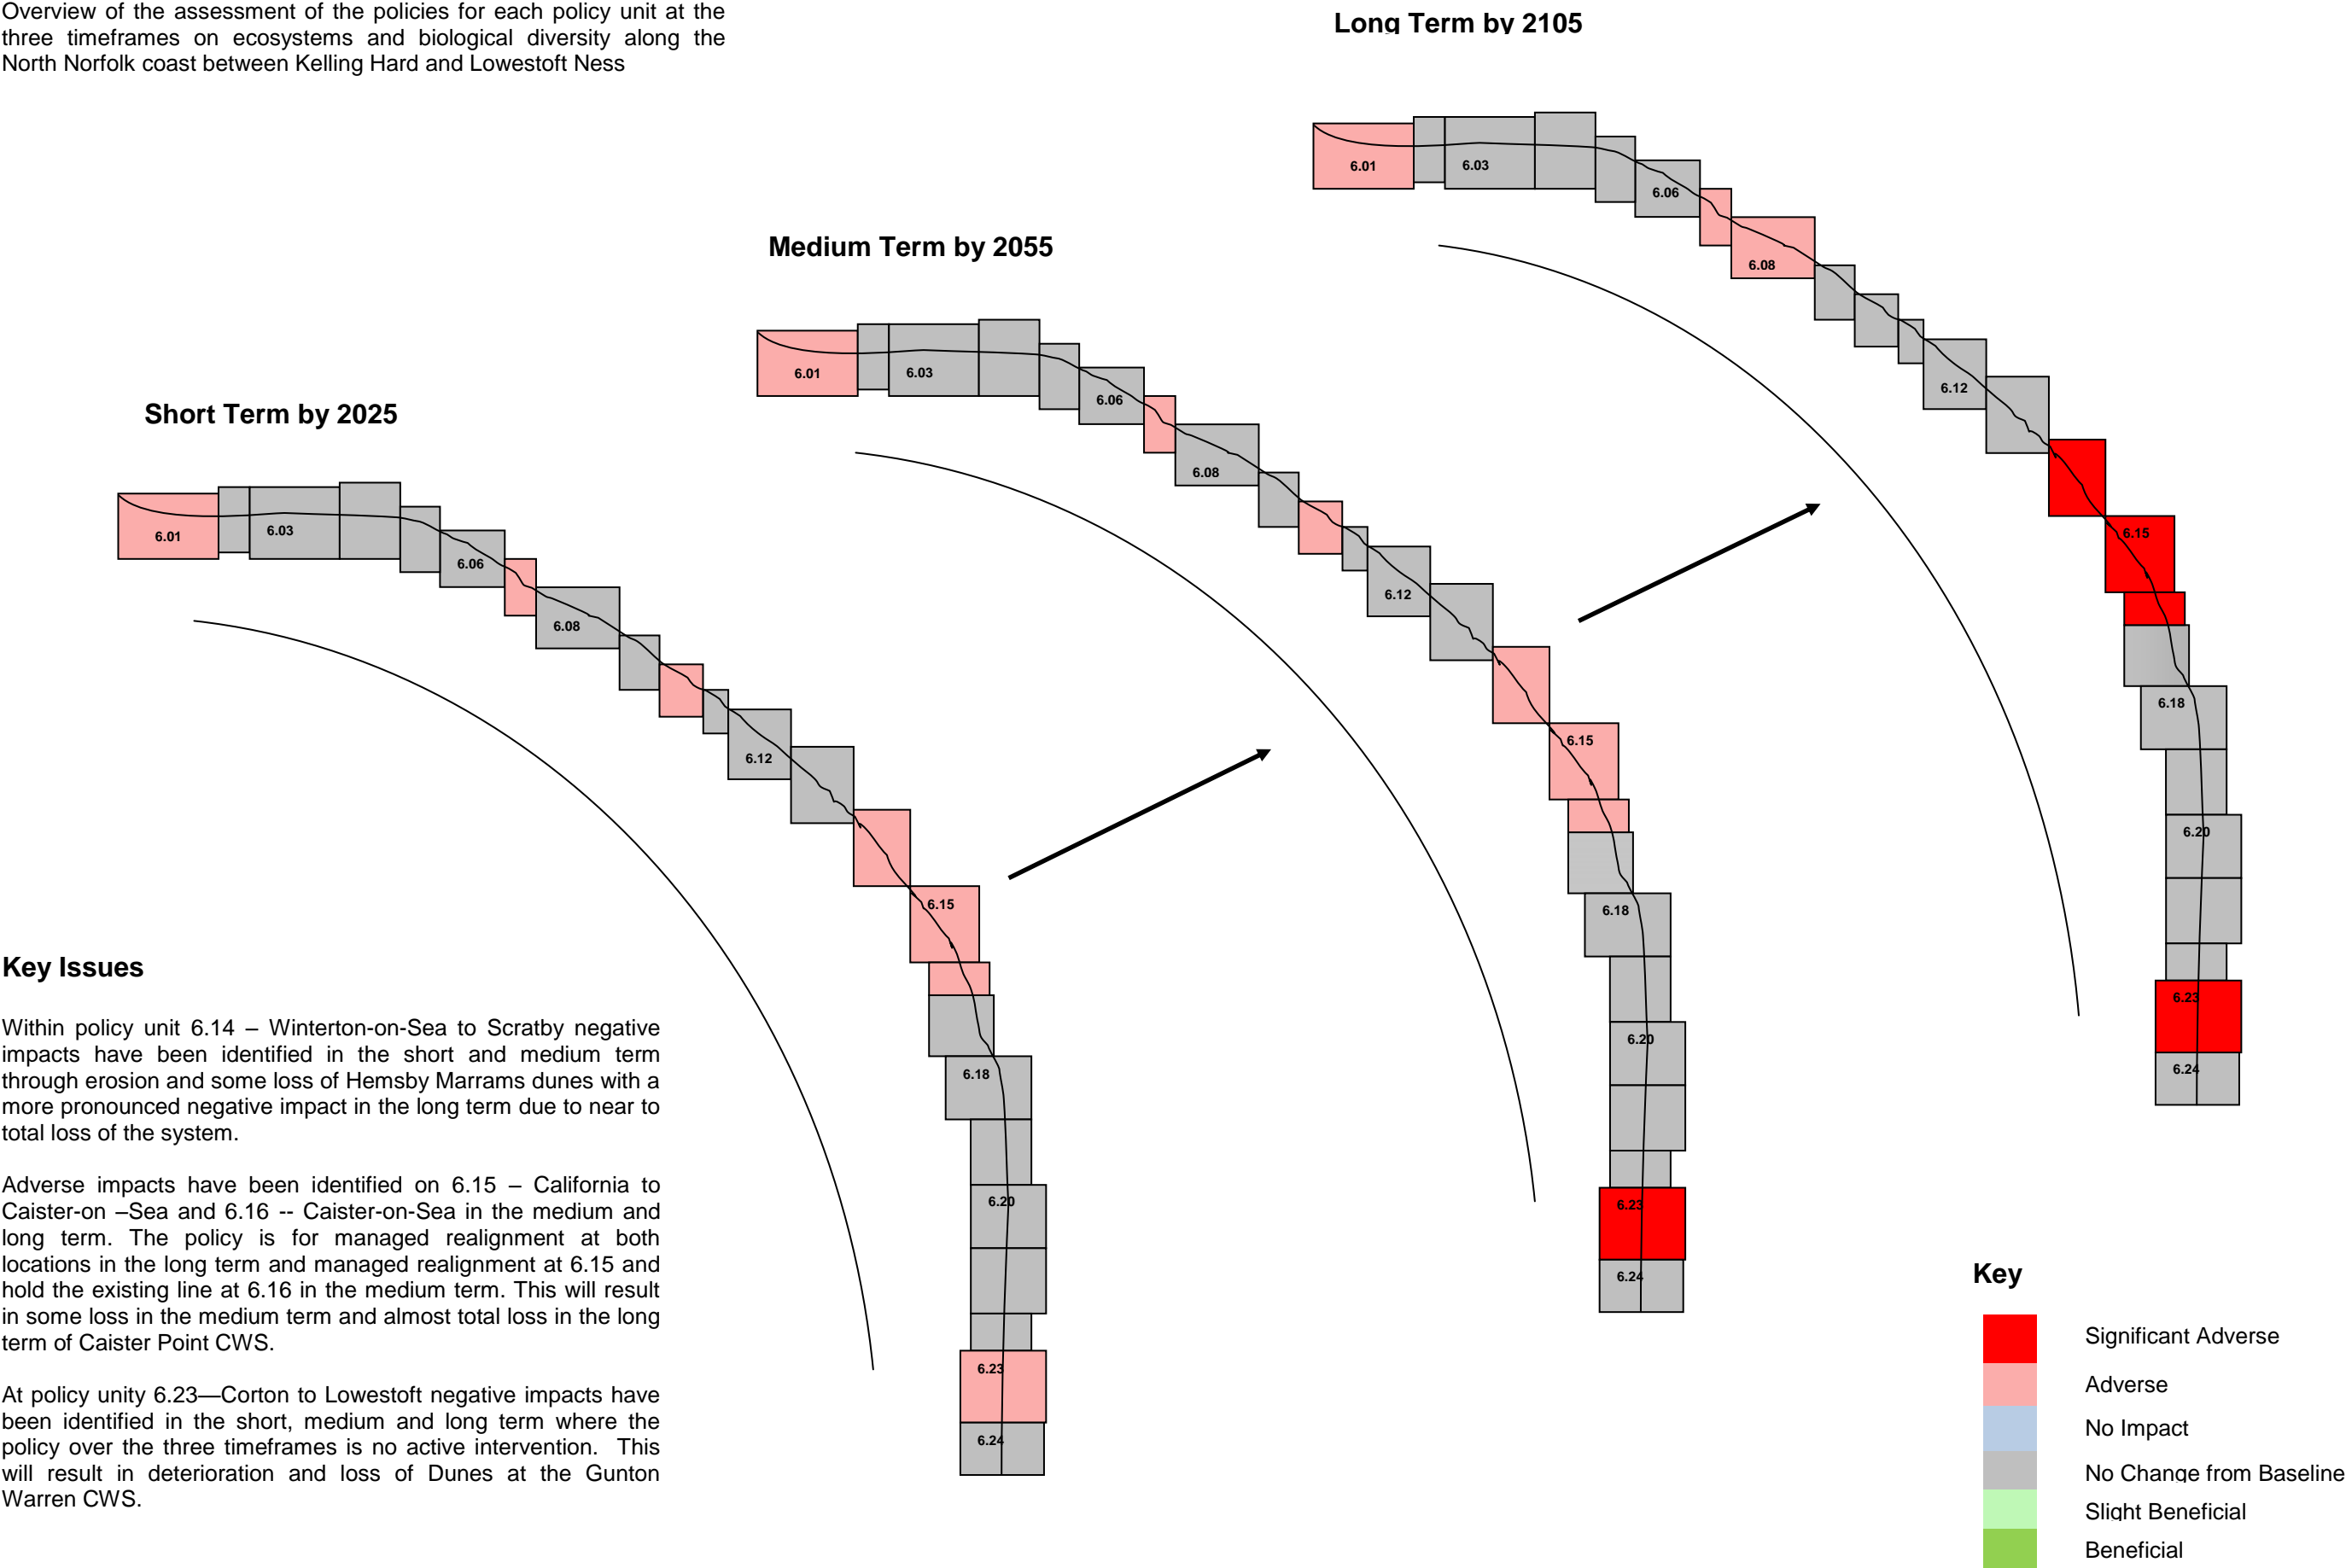 Overview of the assessment of the policies for each policy unit at the
three timeframes on ecosystems and biological diversity along the
North Norfolk coast between Kelling Hard and Lowestoft Ness
Long Term by 2105
6.01
6.03
6.06
6.08
6.12
6.15
6.18
6.20
6.23
6.24
Medium Term by 2055
6.01
6.03
6.06
6.08
6.12
6.15
6.18
6.20
6.23
6.24
Short Term by 2025
6.01
6.03
6.06
6.08
6.12
6.15
6.18
6.20
6.23
6.24
Key Issues
Within policy unit 6.14 – Winterton-on-Sea to Scratby negative
impacts have been identified in the short and medium term
through erosion and some loss of Hemsby Marrams dunes with a
more pronounced negative impact in the long term due to near to
total loss of the system.
Adverse impacts have been identified on 6.15 – California to
Caister-on –Sea and 6.16 -- Caister-on-Sea in the medium and
long term. The policy is for managed realignment at both
locations in the long term and managed realignment at 6.15 and
hold the existing line at 6.16 in the medium term. This will result
in some loss in the medium term and almost total loss in the long
term of Caister Point CWS.
At policy unity 6.23—Corton to Lowestoft negative impacts have
been identified in the short, medium and long term where the
policy over the three timeframes is no active intervention. This
will result in deterioration and loss of Dunes at the Gunton
Warren CWS.
Key
Significant Adverse
Adverse
No Impact
No Change from Baseline
Slight Beneficial
Beneficial